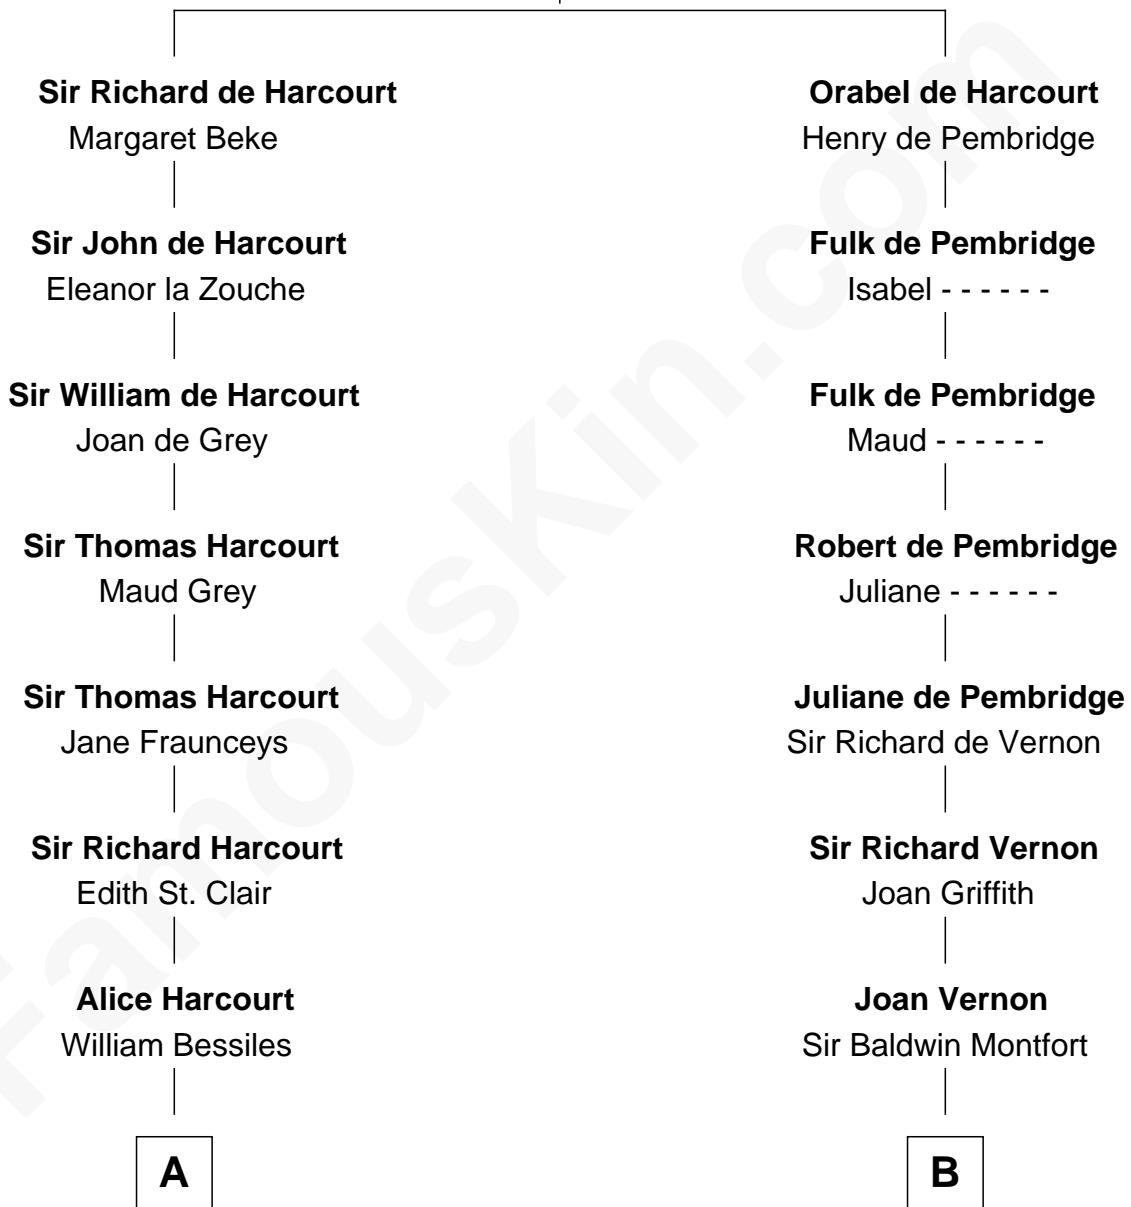 Sir Richard de Harcourt
Margaret Beke
Sir John de Harcourt
Eleanor la Zouche
Sir William de Harcourt
Joan de Grey
Sir Thomas Harcourt
Maud Grey
Sir Thomas Harcourt
Jane Fraunceys
Sir Richard Harcourt
Edith St. Clair
Alice Harcourt
William Bessiles
A
Orabel de Harcourt
Henry de Pembridge
Fulk de Pembridge
Isabel - - - - - -
Fulk de Pembridge
Maud - - - - - -
Robert de Pembridge
Juliane - - - - - -
Juliane de Pembridge
Sir Richard de Vernon
Sir Richard Vernon
Joan Griffith
Joan Vernon
Sir Baldwin Montfort
B
FamousKin.com